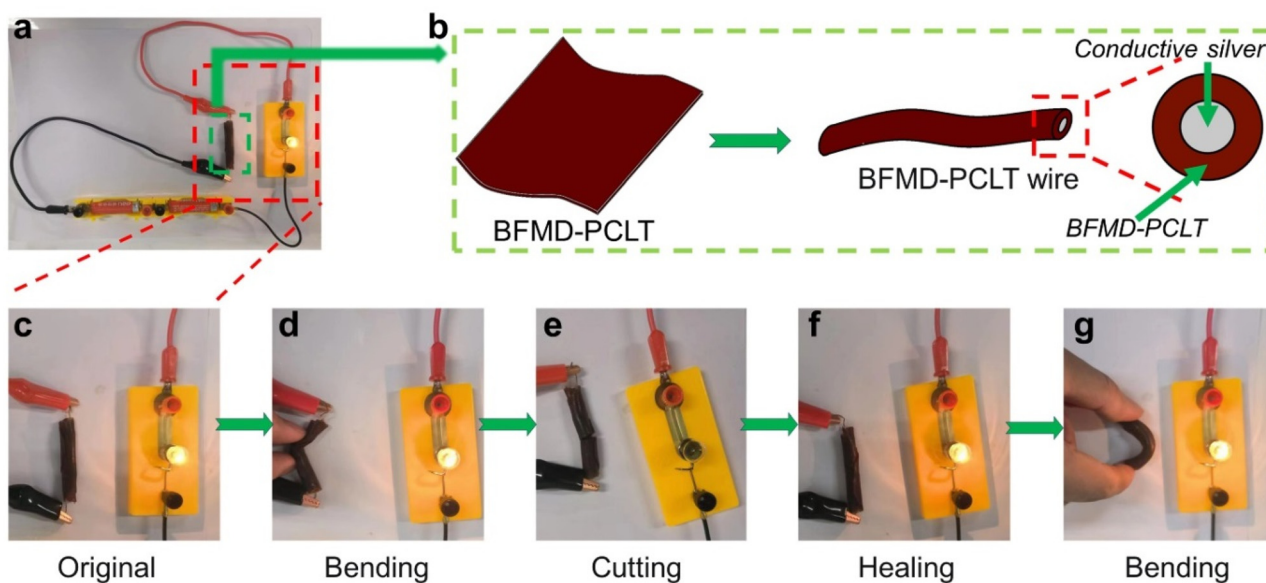 a
b
Conductive silver
BFMD-PCLT
BFMD-PCLT wire
BFMD-PCLT
c
d
e
f
g
Original
Bending
Cutting
Healing
Bending